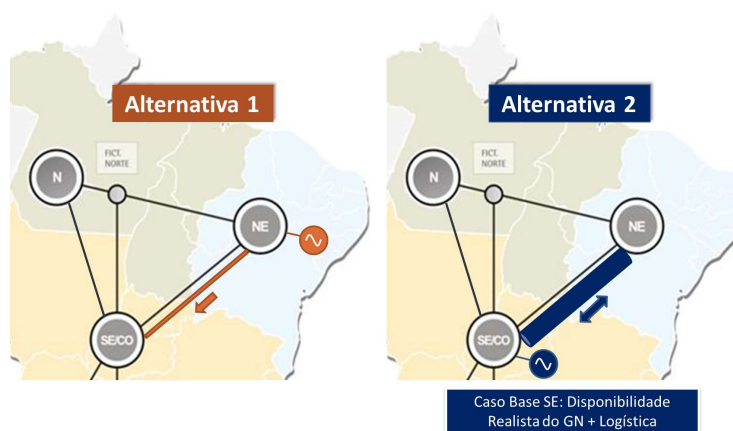 Alternativa 1
FICT.
NORTE
N
NE
SE/CO
Alternativa 2
FICT.
NORTE
N
NE
SE/CO
Caso Base SE: Disponibilidade
Realista do GN + Logística